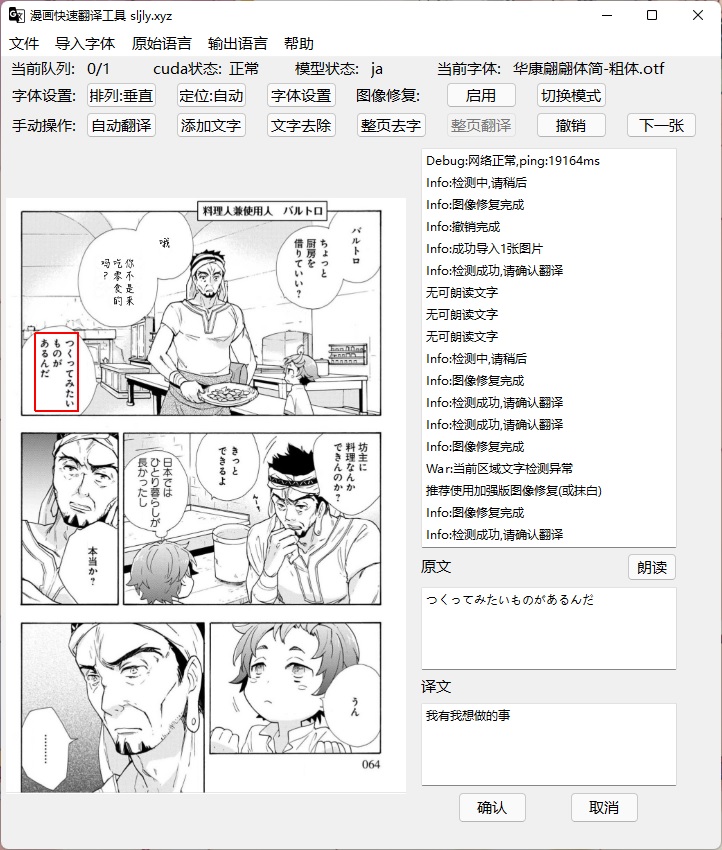 漫画快速翻译工具 sljly.xyz
文件 导入字体 原始语言 输出语言 帮助
当前队列: 0/1 cuda状态: 正常 模型状态: ja 当前字体: 华康翩翩体简-粗体.otf
字体设置: 排列:垂直 定位:自动 字体设置 图像修复: 启用 切换模式
手动操作: 自动翻译 添加文字 文字去除 整页去字 整页翻译 撤销 下一张
料理人兼使用人 バルトロ
バルトロ
ちょっと
厨房を
借りていい?
哦
你不是来
吃零食的
吗?
つくってみたい
ものが
あるんだ
坊主に
料理なんか
できんのか?
きっと
できるよ
日本では
ひとり暮らしが
長かったし
本当か?
うん
………
064
Debug:网络正常,ping:19164ms
Info:检测中,请稍后
Info:图像修复完成
Info:撤销完成
Info:成功导入1张图片
Info:检测成功,请确认翻译
无可朗读文字
无可朗读文字
无可朗读文字
Info:检测中,请稍后
Info:图像修复完成
Info:检测成功,请确认翻译
Info:检测成功,请确认翻译
Info:图像修复完成
War:当前区域文字检测异常
推荐使用加强版图像修复(或抹白)
Info:图像修复完成
Info:检测成功,请确认翻译
原文 朗读
つくってみたいものがあるんだ
译文
我有我想做的事
确认 取消